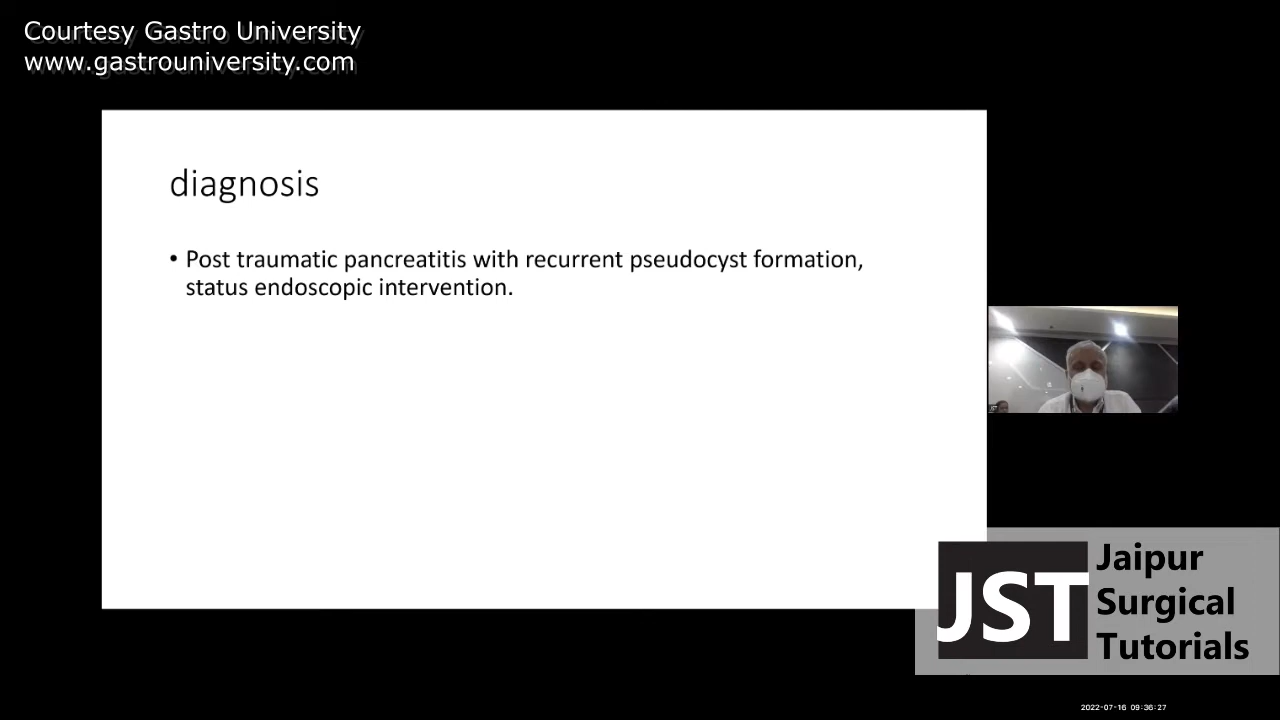 Courtesy Gastro University
www.gastrouniversity.com
diagnosis
• Post traumatic pancreatitis with recurrent pseudocyst formation,
status endoscopic intervention.
JST
Jaipur
Surgical
Tutorials
2022-07-16 09:36:27